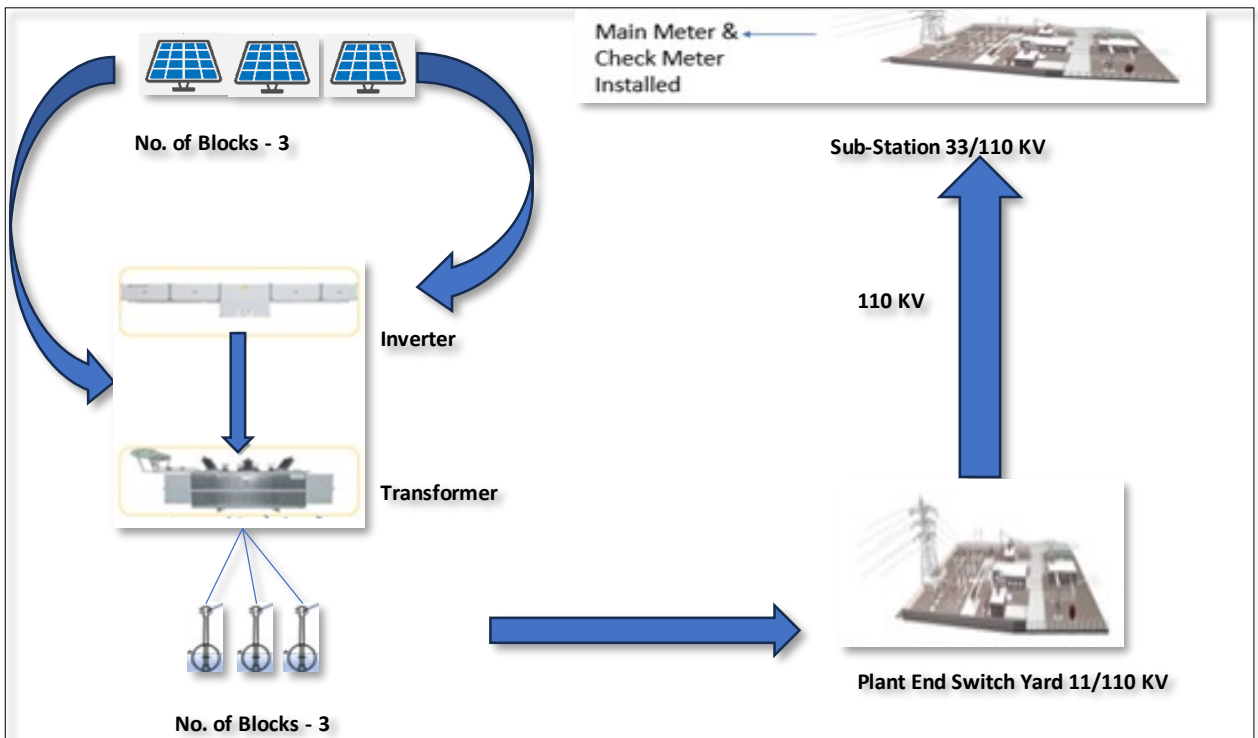 Main Meter &
Check Meter
Installed
No. of Blocks - 3
Sub-Station 33/110 KV
110 KV
Inverter
Transformer
Plant End Switch Yard 11/110 KV
No. of Blocks - 3